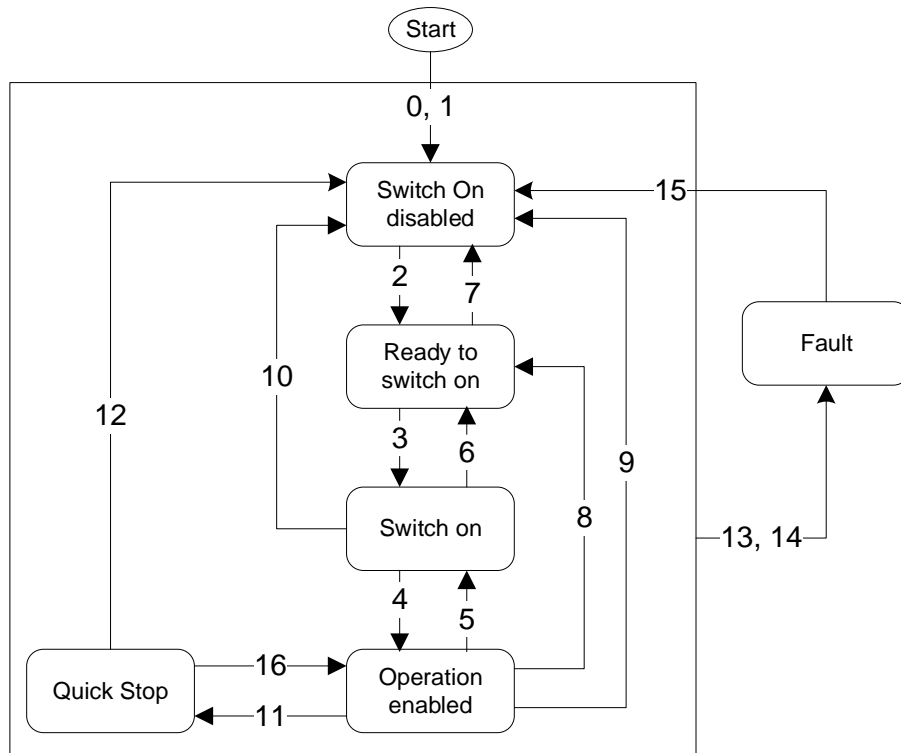 Start
0, 1
Switch On
disabled
15
2
7
Fault
Ready to
switch on
10
12
3
6
9
8
Switch on
13, 14
4
5
16
Operation
enabled
Quick Stop
11